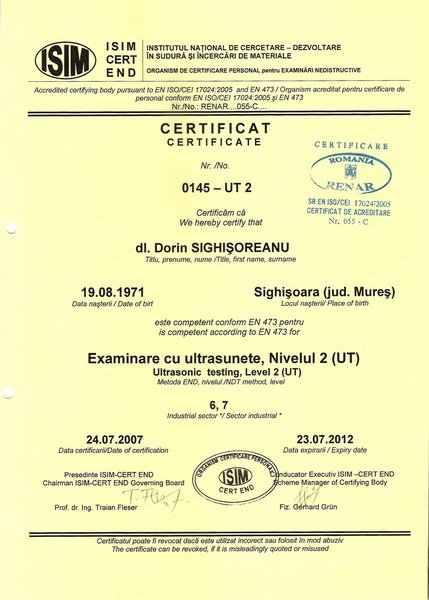 ISIM
ISIM
CERT
END
INSTITUTUL NAȚIONAL DE CERCETARE – DEZVOLTARE
ÎN SUDURĂ ȘI ÎNCERCĂRI DE MATERIALE
ORGANISM DE CERTIFICARE PERSONAL pentru EXAMINĂRI NEDISTRUCTIVE
Accredited certifying body pursuant to EN ISO/CEI 17024:2005 and EN 473 / Organism acreditat pentru certificare de
personal conform EN ISO/CEI 17024:2005 și EN 473
Nr./No.: RENAR....055-C....
CERTIFICAT
CERTIFICATE
Nr. /No.
0145 – UT 2
CERTIFICARE
ROMANIA
RENAR
SR EN ISO/CEI 17024:2005
CERTIFICAT DE ACREDITARE
Nr. 055 - C
Certificăm că
We hereby certify that
dl. Dorin SIGHIȘOREANU
Titlu, prenume, nume /Title, first name, surname
19.08.1971
Data nașterii / Date of birt
Sighișoara (jud. Mureș)
Locul nașterii/ Place of birth
este competent conform EN 473 pentru
is competent according to EN 473 for
Examinare cu ultrasunete, Nivelul 2 (UT)
Ultrasonic testing, Level 2 (UT)
Metoda END, nivelul /NDT method, level
6, 7
Industrial sector */ Sector industrial *
24.07.2007
Data certificarii/Date of certification
23.07.2012
Data expirarii / Expiry date
Presedinte ISIM-CERT END
Chairman ISIM-CERT END Governing Board
ORGANISM CERTIFICARE PERSONAL
ISIM
CERT END
Conducator Executiv ISIM –CERT END
Scheme Manager of Certifying Body
Prof. dr. Ing. Traian Fleser
Fiz. Gerhard Grün
Certificatul poate fi revocat dacă este utilizat incorect sau folosit în mod abuziv
The certificate can be revoked, if it is misleadingly quoted or misused